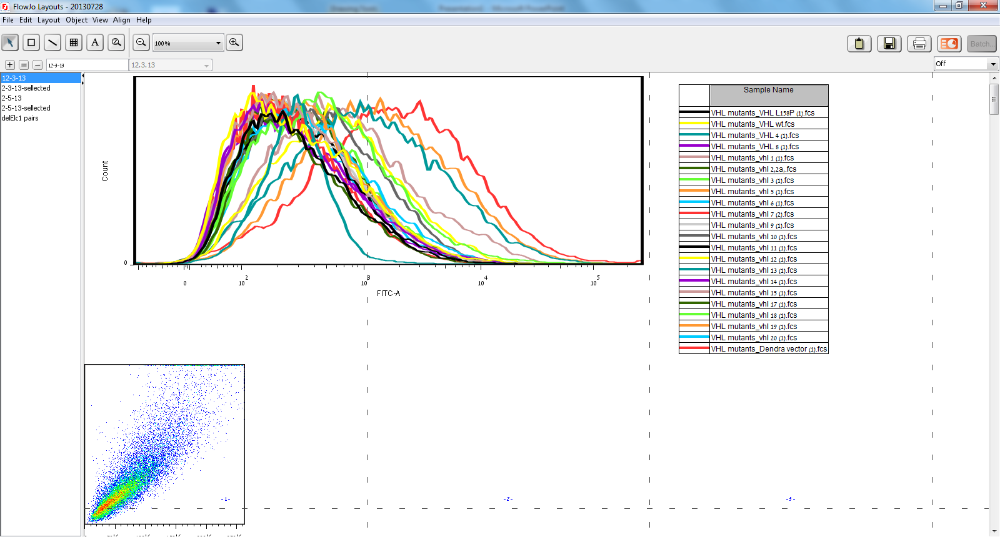 FlowJo Layouts - 20130728
File Edit Layout Object View Align Help
A
100%
Batch...
12-3-13
12.3.13
Off
12-3-13
2-3-13-sellected
2-5-13
2-5-13-sellected
delElc1 pairs
Count
0
0
10 2
10 3
10 4
10 5
FITC-A
Sample Name
VHL mutants_VHL L158P (1).fcs
VHL mutants_VHL wt.fcs
VHL mutants_VHL 4 (1).fcs
VHL mutants_VHL 8 (1).fcs
VHL mutants_vhl 1 (1).fcs
VHL mutants_vhl 2,2a,.fcs
VHL mutants_vhl 3 (1).fcs
VHL mutants_vhl 5 (1).fcs
VHL mutants_vhl 6 (1).fcs
VHL mutants_vhl 7 (2).fcs
VHL mutants_vhl 9 (1).fcs
VHL mutants_vhl 10 (1).fcs
VHL mutants_vhl 11 (1).fcs
VHL mutants_vhl 12 (1).fcs
VHL mutants_vhl 13 (1).fcs
VHL mutants_vhl 14 (1).fcs
VHL mutants_vhl 15 (1).fcs
VHL mutants_vhl 17 (1).fcs
VHL mutants_vhl 18 (1).fcs
VHL mutants_vhl 19 (1).fcs
VHL mutants_vhl 20 (1).fcs
VHL mutants_Dendra vector (1).fcs
-1-
-2-
-3-